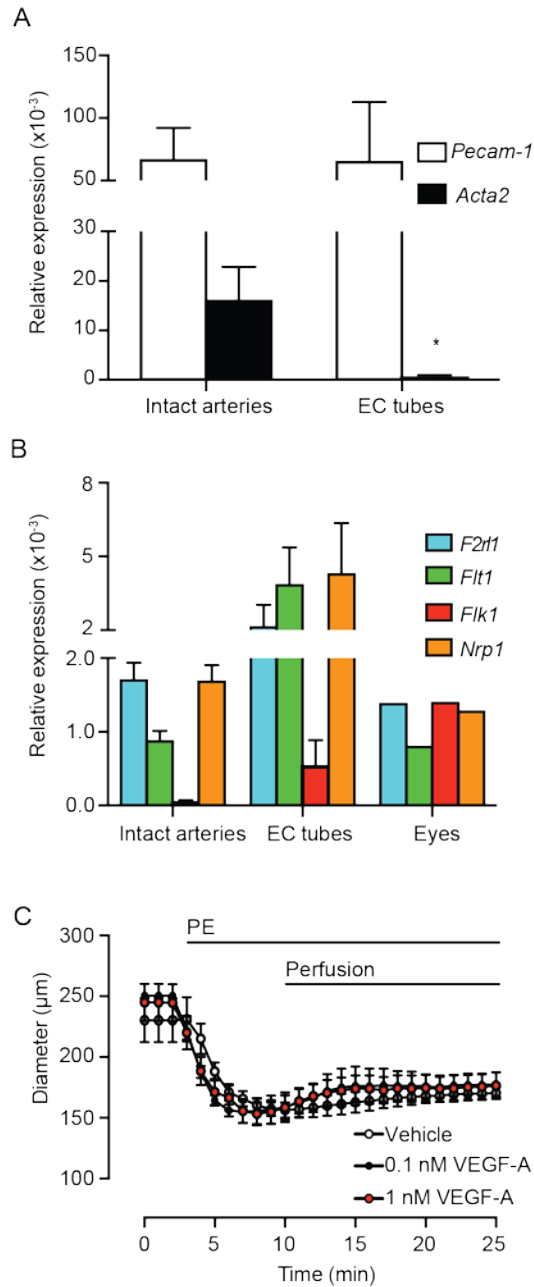 A
Relative expression (x10-3)
150
100
50
30
20
10
0
Pecam-1
Acta2
*
Intact arteries EC tubes
B
Relative expression (x10-3)
8
5
2
2.0
1.0
0.0
F2rl1
Flt1
Flk1
Nrp1
Intact arteries EC tubes Eyes
C
Diameter (µm)
300
250
200
150
100
PE
Perfusion
Vehicle
0.1 nM VEGF-A
1 nM VEGF-A
0 5 10 15 20 25
Time (min)